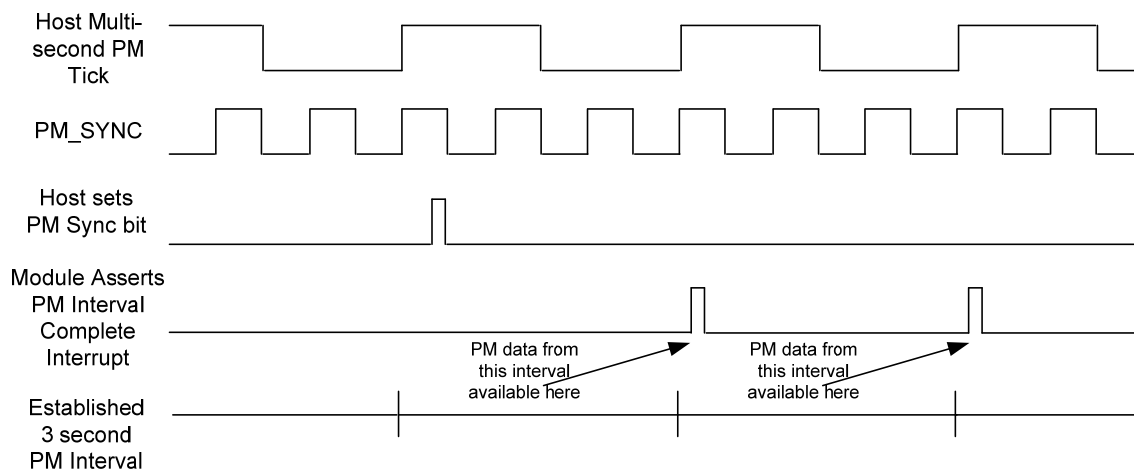 Host Multi-
second PM
Tick
PM_SYNC
Host sets
PM Sync bit
Module Asserts
PM Interval
Complete
Interrupt
PM data from
this interval
available here
PM data from
this interval
available here
Established
3 second
PM Interval